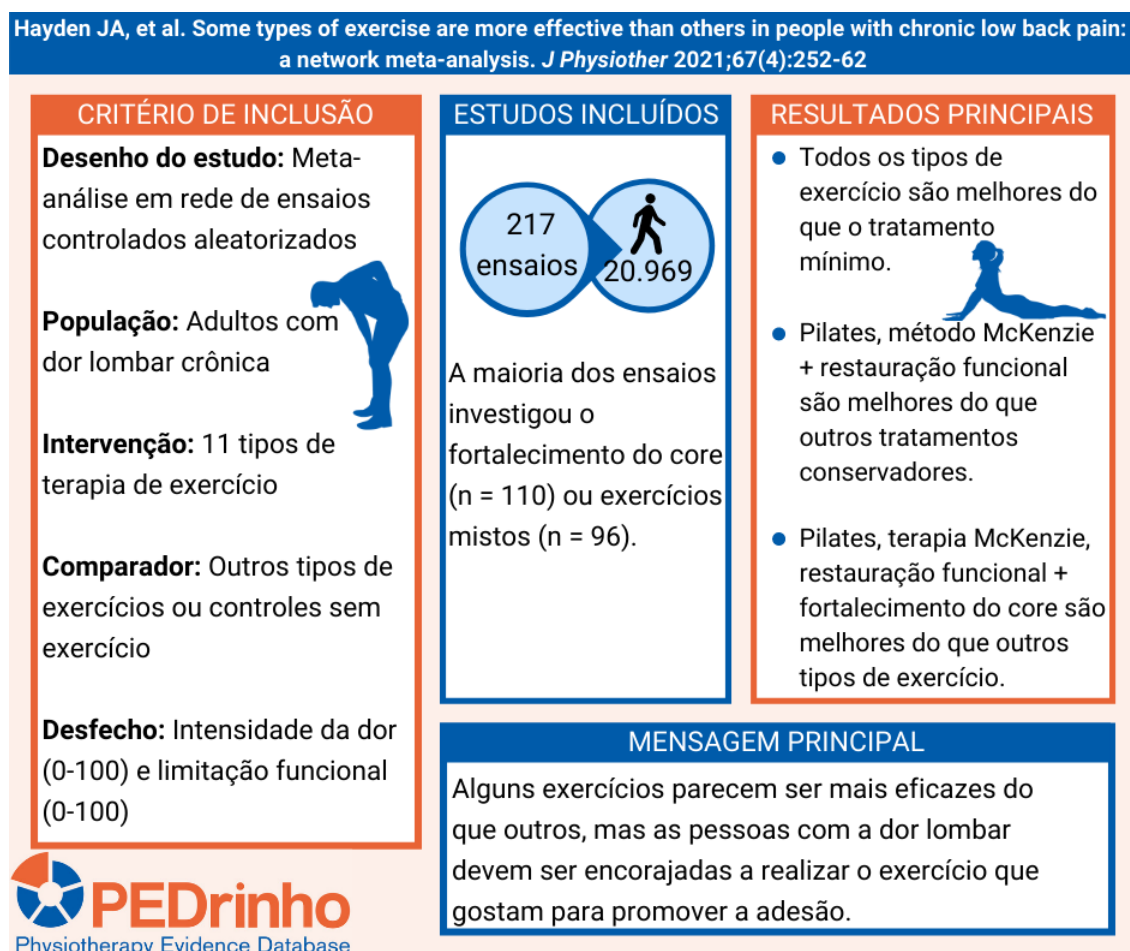 Hayden JA, et al. Some types of exercise are more effective than others in people with chronic low back pain:
a network meta-analysis. J Physiother 2021;67(4):252-62
CRITÉRIO DE INCLUSÃO
Desenho do estudo: Meta-
análise em rede de ensaios
controlados aleatorizados
População: Adultos com
dor lombar crônica
Intervenção: 11 tipos de
terapia de exercício
Comparador: Outros tipos de
exercícios ou controles sem
exercício
Desfecho: Intensidade da dor
(0-100) e limitação funcional
(0-100)
ESTUDOS INCLUÍDOS
217
ensaios
20.969
A maioria dos ensaios
investigou o
fortalecimento do core
(n = 110) ou exercícios
mistos (n = 96).
RESULTADOS PRINCIPAIS
Todos os tipos de
exercício são melhores do
que o tratamento
mínimo.
Pilates, método McKenzie
+ restauração funcional
são melhores do que
outros tratamentos
conservadores.
Pilates, terapia McKenzie,
restauração funcional +
fortalecimento do core são
melhores do que outros
tipos de exercício.
MENSAGEM PRINCIPAL
Alguns exercícios parecem ser mais eficazes do
que outros, mas as pessoas com a dor lombar
devem ser encorajadas a realizar o exercício que
gostam para promover a adesão.
PEDrinho
Physiotherapy Evidence Database